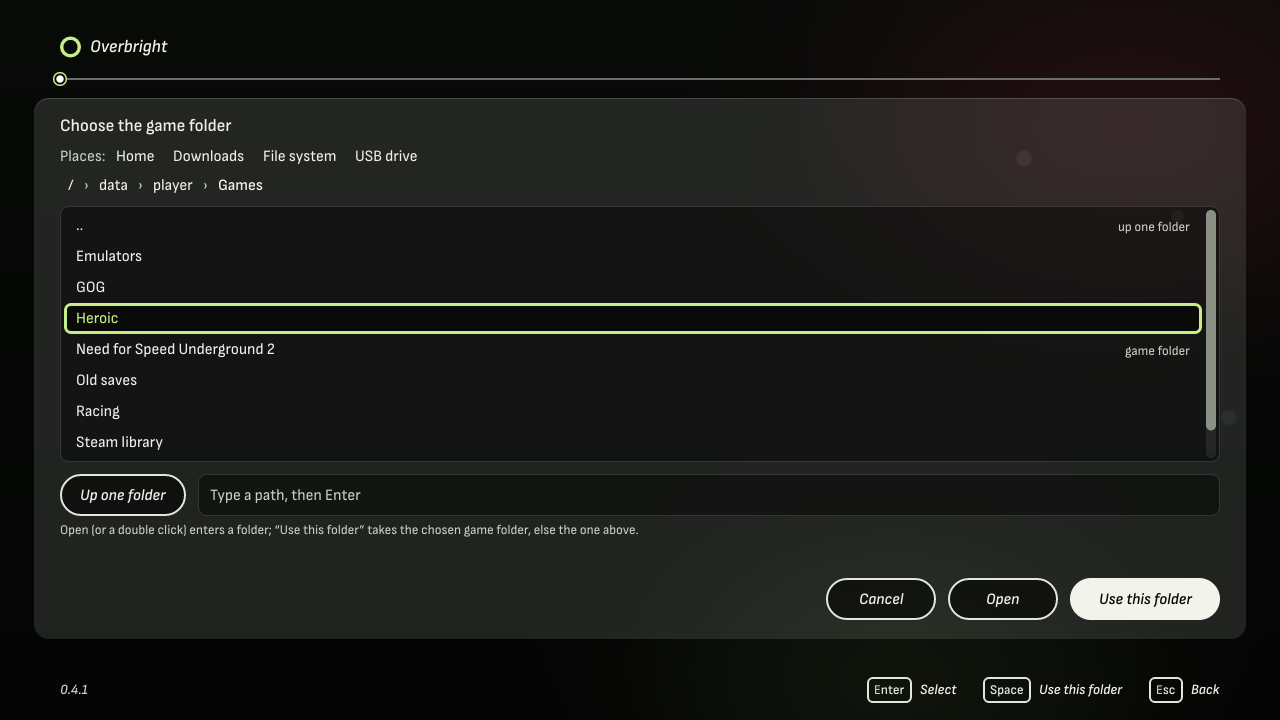 Overbright
Choose the game folder
Places: Home Downloads File system USB drive
/ › data › player › Games
.. up one folder
Emulators
GOG
Heroic
Need for Speed Underground 2 game folder
Old saves
Racing
Steam library
Up one folder Type a path, then Enter
Open (or a double click) enters a folder; “Use this folder” takes the chosen game folder, else the one above.
Cancel Open Use this folder
0.4.1 Enter Select Space Use this folder Esc Back